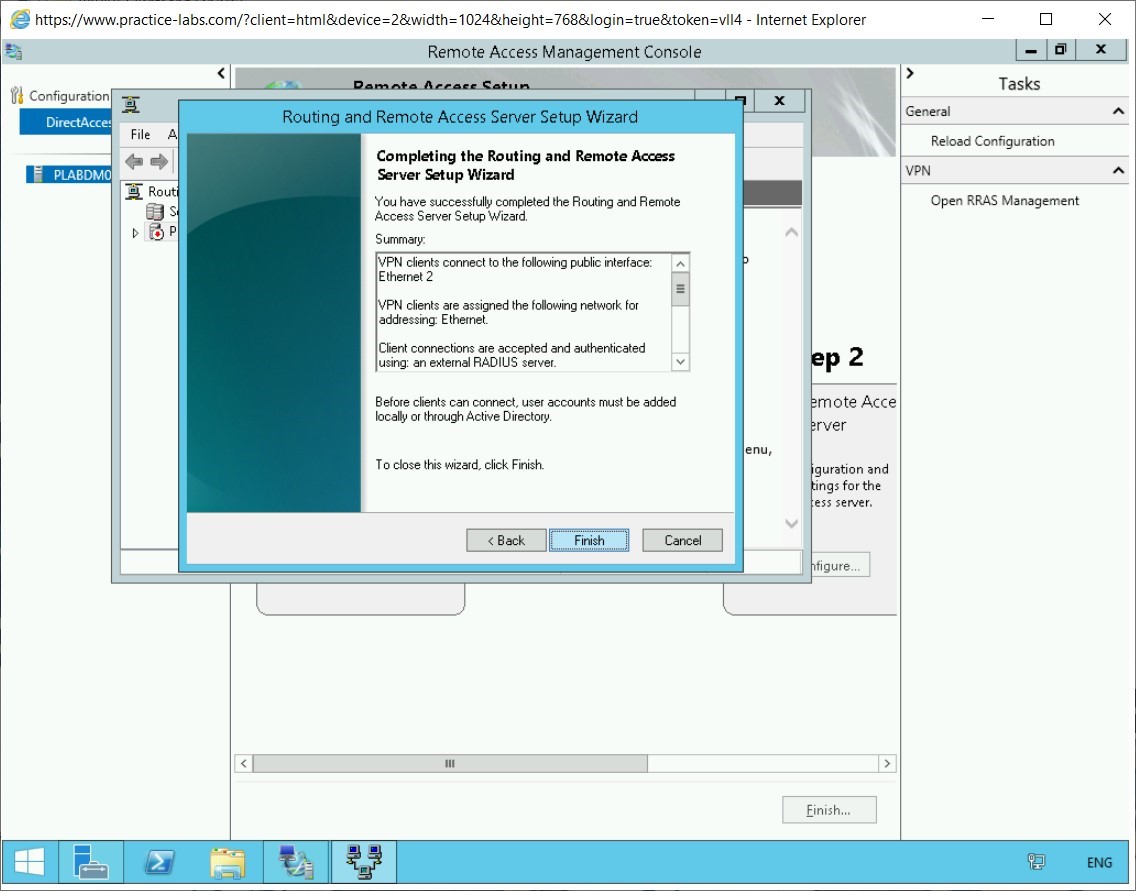 https://www.practice-labs.com/?client=html&device=2&width=1024&height=768&login=true&token=vll4 - Internet Explorer
Remote Access Management Console
Configuration
DirectAcces
PLABDM0
Remote Access Setup
File A
Routi
S
P
Routing and Remote Access Server Setup Wizard
Completing the Routing and Remote Access
Server Setup Wizard
You have successfully completed the Routing and Remote
Access Server Setup Wizard.
Summary:
VPN clients connect to the following public interface:
Ethernet 2
VPN clients are assigned the following network for
addressing: Ethernet.
Client connections are accepted and authenticated
using: an external RADIUS server.
Before clients can connect, user accounts must be added
locally or through Active Directory.
To close this wizard, click Finish.
< Back
Finish
Cancel
enu,
ep 2
emote Acce
erver
iguration and
tings for the
cess server.
nfigure...
Finish...
Tasks
General
Reload Configuration
VPN
Open RRAS Management
ENG